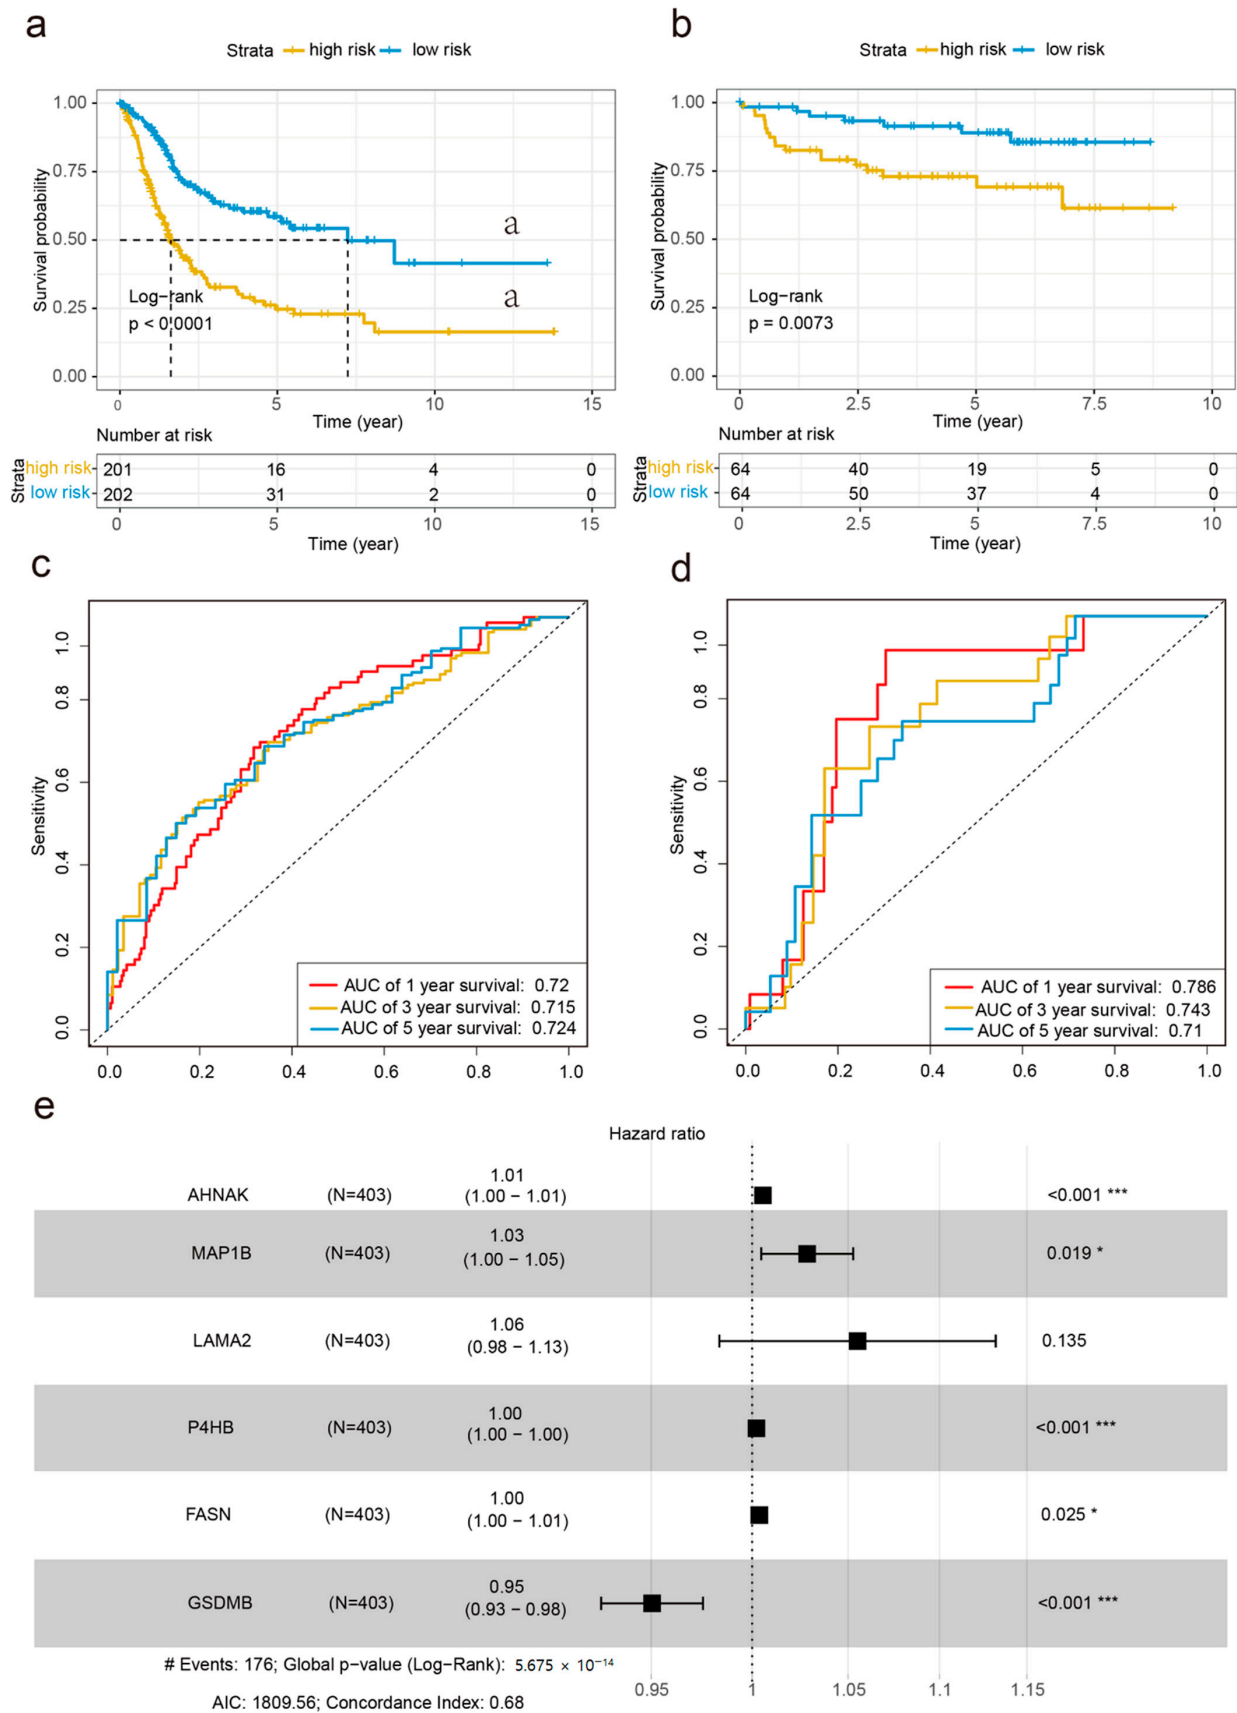 a
Strata high risk low risk
1.00
0.75
0.50
0.25
0.00
Survival probability
a
a
Log-rank
p < 0.0001
0 5 10 15
Time (year)
Number at risk
Strata
high risk 201 16 4 0
low risk 202 31 2 0
0 5 10 15
Time (year)
b
Strata high risk low risk
1.00
0.75
0.50
0.25
0.00
Survival probability
Log-rank
p = 0.0073
0 2.5 5 7.5 10
Time (year)
Number at risk
Strata
high risk 64 40 19 5 0
low risk 64 50 37 4 0
0 2.5 5 7.5 10
Time (year)
c
1.0
0.8
0.6
0.4
0.2
0.0
Sensitivity
AUC of 1 year survival: 0.72
AUC of 3 year survival: 0.715
AUC of 5 year survival: 0.724
0.0 0.2 0.4 0.6 0.8 1.0
d
1.0
0.8
0.6
0.4
0.2
0.0
Sensitivity
AUC of 1 year survival: 0.786
AUC of 3 year survival: 0.743
AUC of 5 year survival: 0.71
0.0 0.2 0.4 0.6 0.8 1.0
e
Hazard ratio
AHNAK (N=403) 1.01 (1.00 − 1.01) <0.001 ***
MAP1B (N=403) 1.03 (1.00 − 1.05) 0.019 *
LAMA2 (N=403) 1.06 (0.98 − 1.13) 0.135
P4HB (N=403) 1.00 (1.00 − 1.00) <0.001 ***
FASN (N=403) 1.00 (1.00 − 1.01) 0.025 *
GSDMB (N=403) 0.95 (0.93 − 0.98) <0.001 ***
# Events: 176; Global p−value (Log−Rank): 5.675 × 10⁻¹⁴
AIC: 1809.56; Concordance Index: 0.68
0.95 1 1.05 1.1 1.15